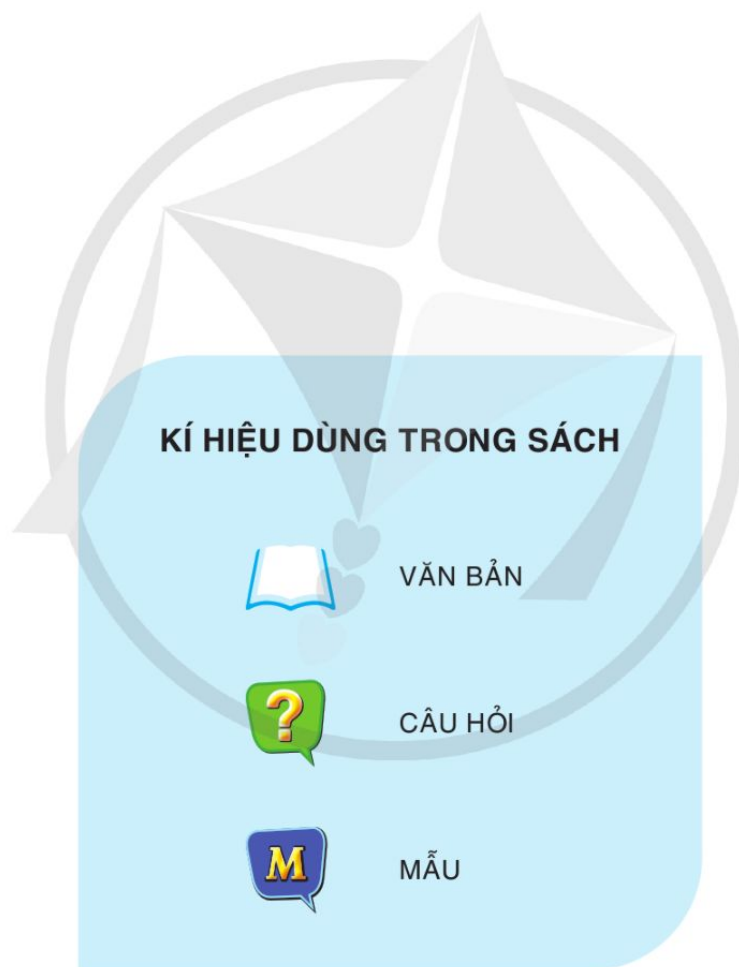 KÍ HIỆU DÙNG TRONG SÁCH
VĂN BẢN
?
CÂU HỎI
M
MẪU